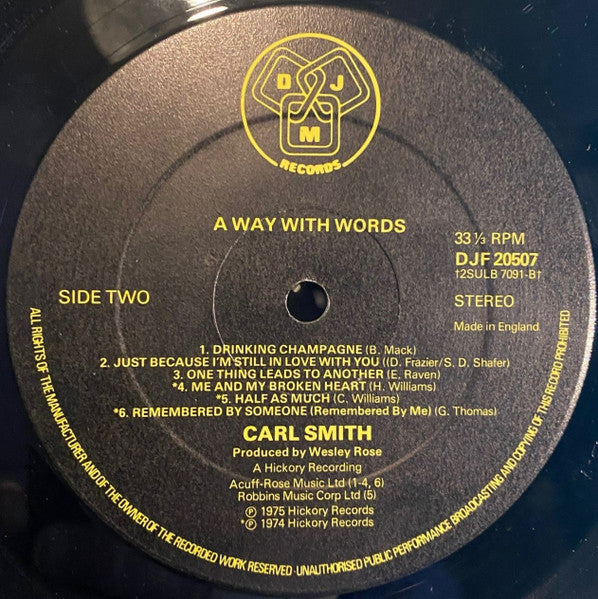 D J
M
RECORDS
A WAY WITH WORDS
33 ⅓ RPM
DJF 20507
†2SULB 7091-B†
SIDE TWO
STEREO
Made in England
1. DRINKING CHAMPAGNE (B. Mack)
2. JUST BECAUSE I'M STILL IN LOVE WITH YOU (D. Frazier/S. D. Shafer)
3. ONE THING LEADS TO ANOTHER (E. Raven)
*4. ME AND MY BROKEN HEART (H. Williams)
*5. HALF AS MUCH (C. Williams)
*6. REMEMBERED BY SOMEONE (Remembered By Me) (G. Thomas)
CARL SMITH
Produced by Wesley Rose
A Hickory Recording
Acuff-Rose Music Ltd (1-4, 6)
Robbins Music Corp Ltd (5)
℗ 1975 Hickory Records
*℗ 1974 Hickory Records
ALL RIGHTS OF THE MANUFACTURER AND OF THE OWNER OF THE RECORDED WORK RESERVED · UNAUTHORISED PUBLIC PERFORMANCE BROADCASTING AND COPYING OF THIS RECORD PROHIBITED